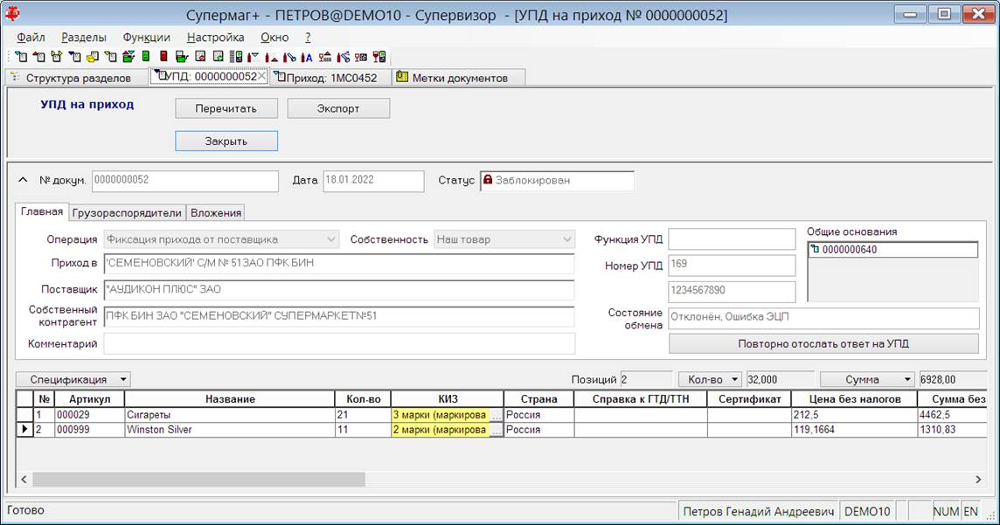 Супермаг+ - ПЕТРОВ@DEMO10 - Супервизор - [УПД на приход № 0000000052]
Файл Разделы Функции Настройка Окно ?
Структура разделов УПД: 0000000052 Приход: 1МС0452 Метки документов
УПД на приход Перечитать Экспорт
Закрыть
№ докум. 0000000052 Дата 18.01.2022 Статус Заблокирован
Главная Грузораспорядители Вложения
Операция Фиксация прихода от поставщика Собственность Наш товар Функция УПД Общие основания
0000000640
Приход в 'СЕМЕНОВСКИЙ' С/М № 51ЗАО ПФК БИН Номер УПД 169
Поставщик "АУДИКОН ПЛЮС" ЗАО 1234567890
Собственный контрагент ПФК БИН ЗАО "СЕМЕНОВСКИЙ" СУПЕРМАРКЕТ№51 Состояние обмена Отклонён, Ошибка ЭЦП
Комментарий Повторно отослать ответ на УПД
Спецификация Позиций 2 Кол-во 32,000 Сумма 6928,00
№ Артикул Название Кол-во КИЗ Страна Справка к ГТД/ТТН Сертификат Цена без налогов Сумма без
1 000029 Сигареты 21 3 марки (маркирова ... Россия 212,5 4462,5
2 000999 Winston Silver 11 2 марки (маркирова ... Россия 119,1664 1310,83
Готово Петров Генадий Андреевич DEMO10 NUM EN